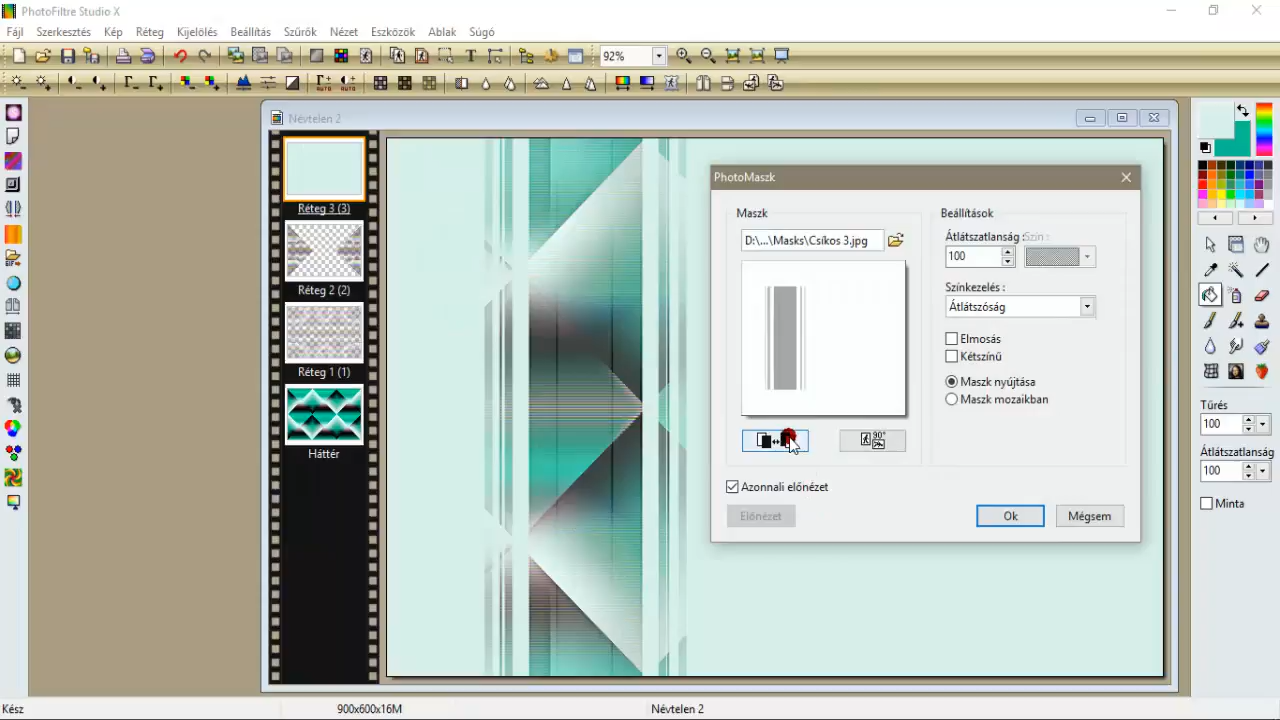 PhotoFiltre Studio X
Fájl Szerkesztés Kép Réteg Kijelölés Beállítás Szűrők Nézet Eszközök Ablak Súgó
92%
AUTO AUTO
Névtelen 2
Réteg 3 (3)
Réteg 2 (2)
Réteg 1 (1)
Háttér
PhotoMaszk
Maszk
D:\...\Masks\Csíkos 3.jpg
90°
Azonnali előnézet
Előnézet
Beállítások
Átlátszatlanság :
Szín :
100
Színkezelés :
Átlátszóság
Elmosás
Kétszínű
Maszk nyújtása
Maszk mozaikban
Ok
Mégsem
Tűrés
100
Átlátszatlanság
100
Minta
Kész
900x600x16M
Névtelen 2